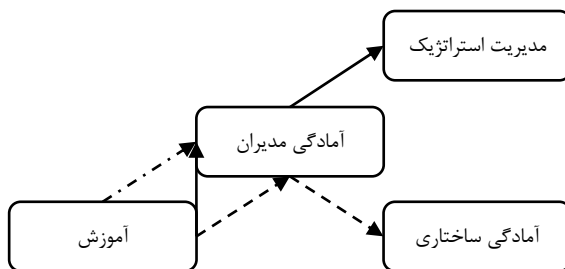 مدیریت استراتژیک
آمادگی مدیران
آموزش
آمادگی ساختاری